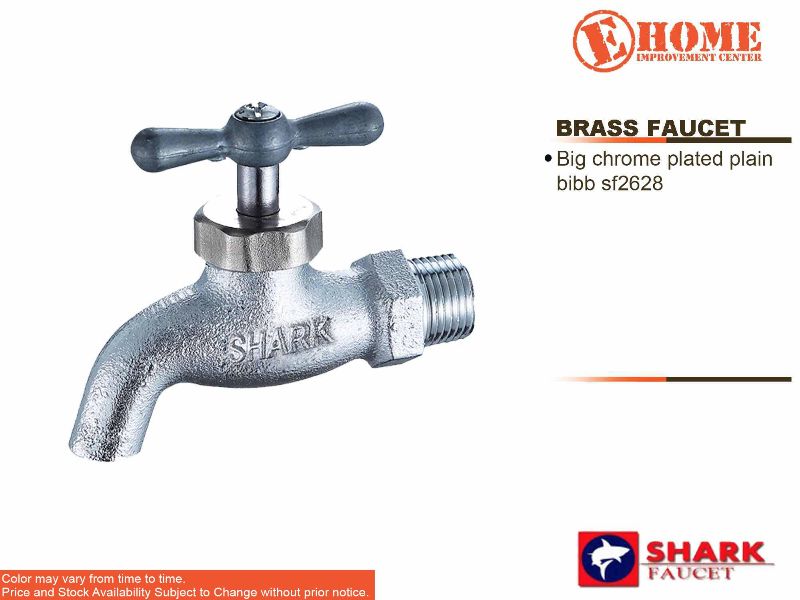 E HOME
IMPROVEMENT CENTER
BRASS FAUCET
• Big chrome plated plain
bibb sf2628
SHARK
SHARK
FAUCET
Color may vary from time to time.
Price and Stock Availability Subject to Change without prior notice.